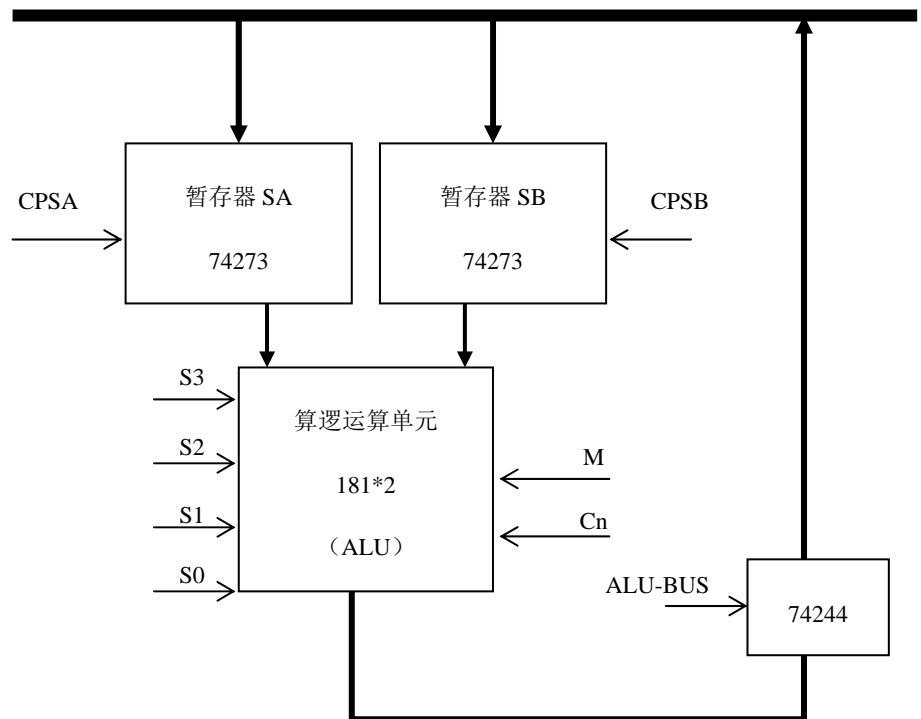 暂存器 SA
74273
暂存器 SB
74273
CPSA
CPSB
S3
S2
S1
S0
算逻运算单元
181*2
（ALU）
M
Cn
ALU-BUS
74244